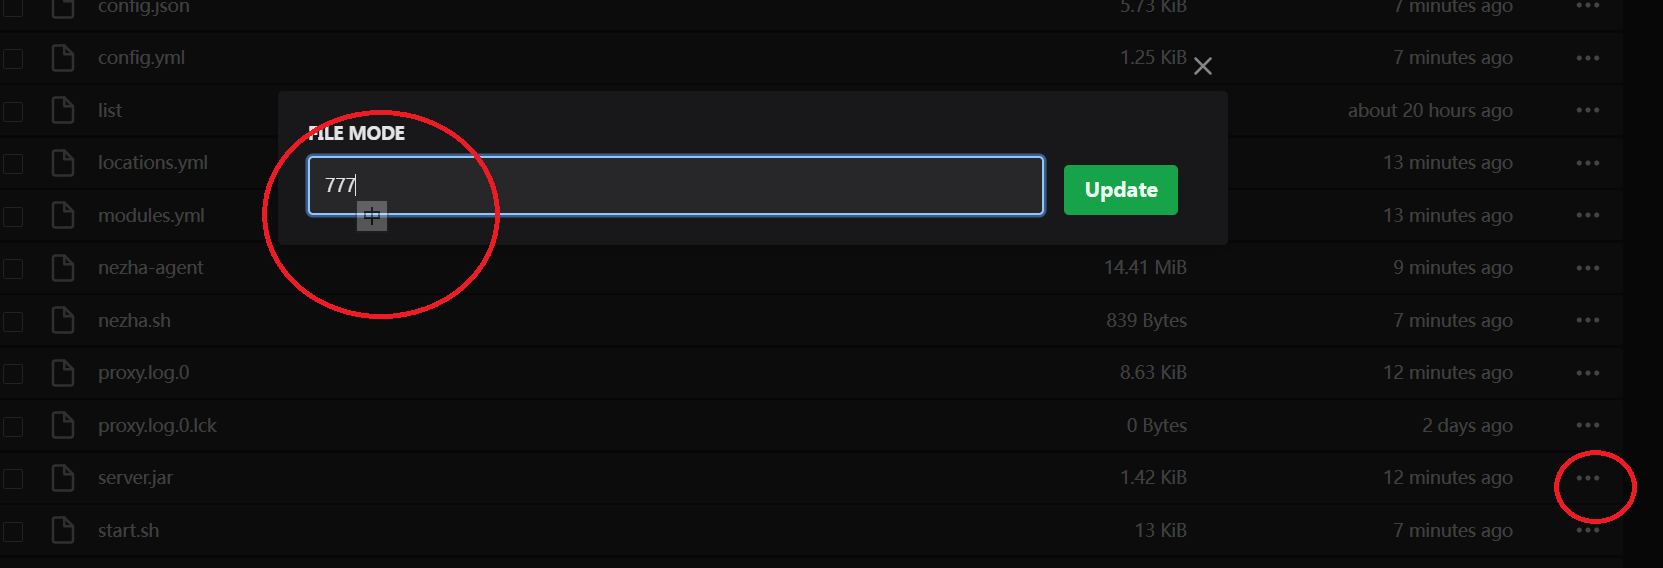 config.json 5.73 KiB 7 minutes ago
config.yml 1.25 KiB 7 minutes ago
list about 20 hours ago
FILE MODE
locations.yml 13 minutes ago
777 Update
中
modules.yml 13 minutes ago
nezha-agent 14.41 MiB 9 minutes ago
nezha.sh 839 Bytes 7 minutes ago
proxy.log.0 8.63 KiB 12 minutes ago
proxy.log.0.lck 0 Bytes 2 days ago
server.jar 1.42 KiB 12 minutes ago
start.sh 13 KiB 7 minutes ago